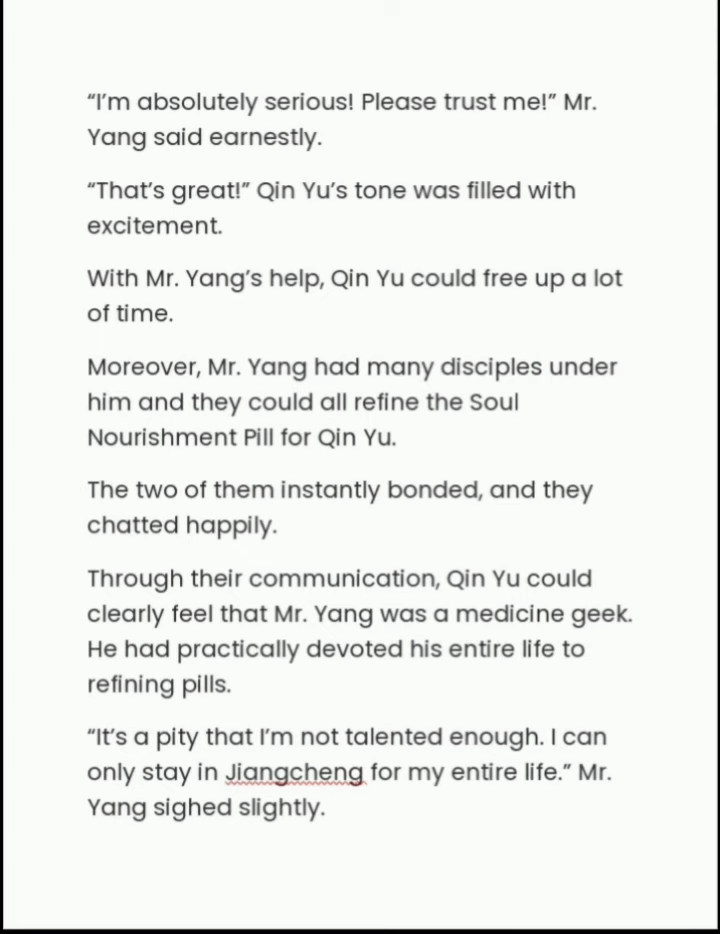 “I’m absolutely serious! Please trust me!” Mr.
Yang said earnestly.
“That’s great!” Qin Yu’s tone was filled with
excitement.
With Mr. Yang’s help, Qin Yu could free up a lot
of time.
Moreover, Mr. Yang had many disciples under
him and they could all refine the Soul
Nourishment Pill for Qin Yu.
The two of them instantly bonded, and they
chatted happily.
Through their communication, Qin Yu could
clearly feel that Mr. Yang was a medicine geek.
He had practically devoted his entire life to
refining pills.
“It’s a pity that I’m not talented enough. I can
only stay in Jiangcheng for my entire life.” Mr.
Yang sighed slightly.